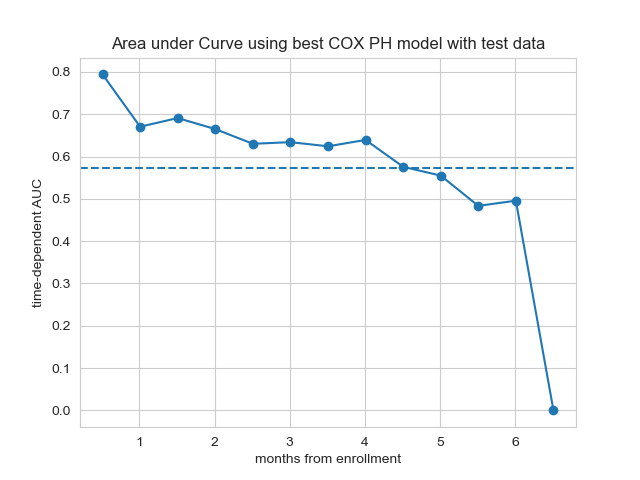 Area under Curve using best COX PH model with test data
time-dependent AUC
0.8
0.7
0.6
0.5
0.4
0.3
0.2
0.1
0.0
1 2 3 4 5 6
months from enrollment